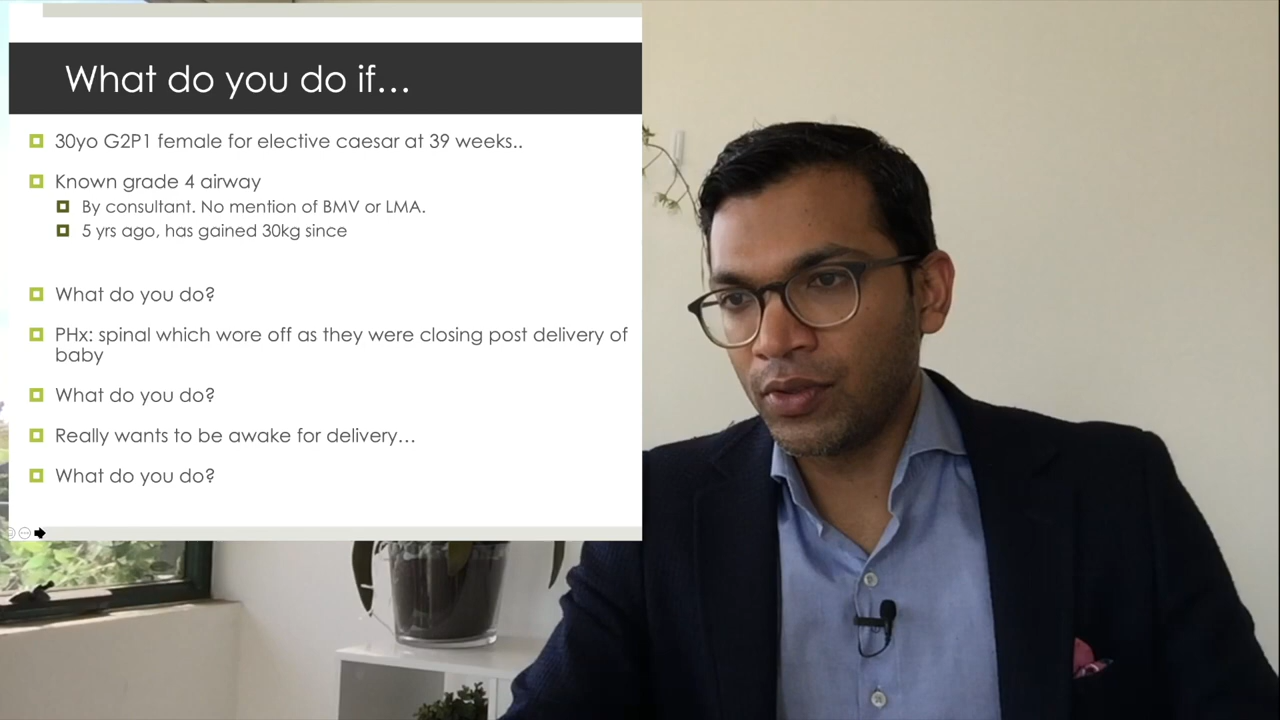 What do you do if...
30yo G2P1 female for elective caesar at 39 weeks..
Known grade 4 airway
By consultant. No mention of BMV or LMA.
5 yrs ago, has gained 30kg since
What do you do?
PHx: spinal which wore off as they were closing post delivery of
baby
What do you do?
Really wants to be awake for delivery...
What do you do?